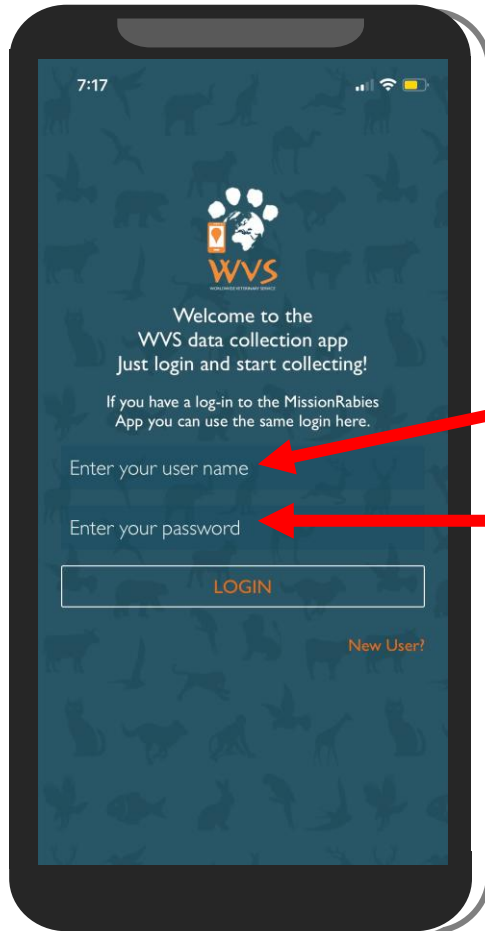 7:17
WVS
WORLDWIDE VETERINARY SERVICE
Welcome to the
WVS data collection app
Just login and start collecting!
If you have a log-in to the MissionRabies
App you can use the same login here.
Enter your user name
Enter your password
LOGIN
New User?